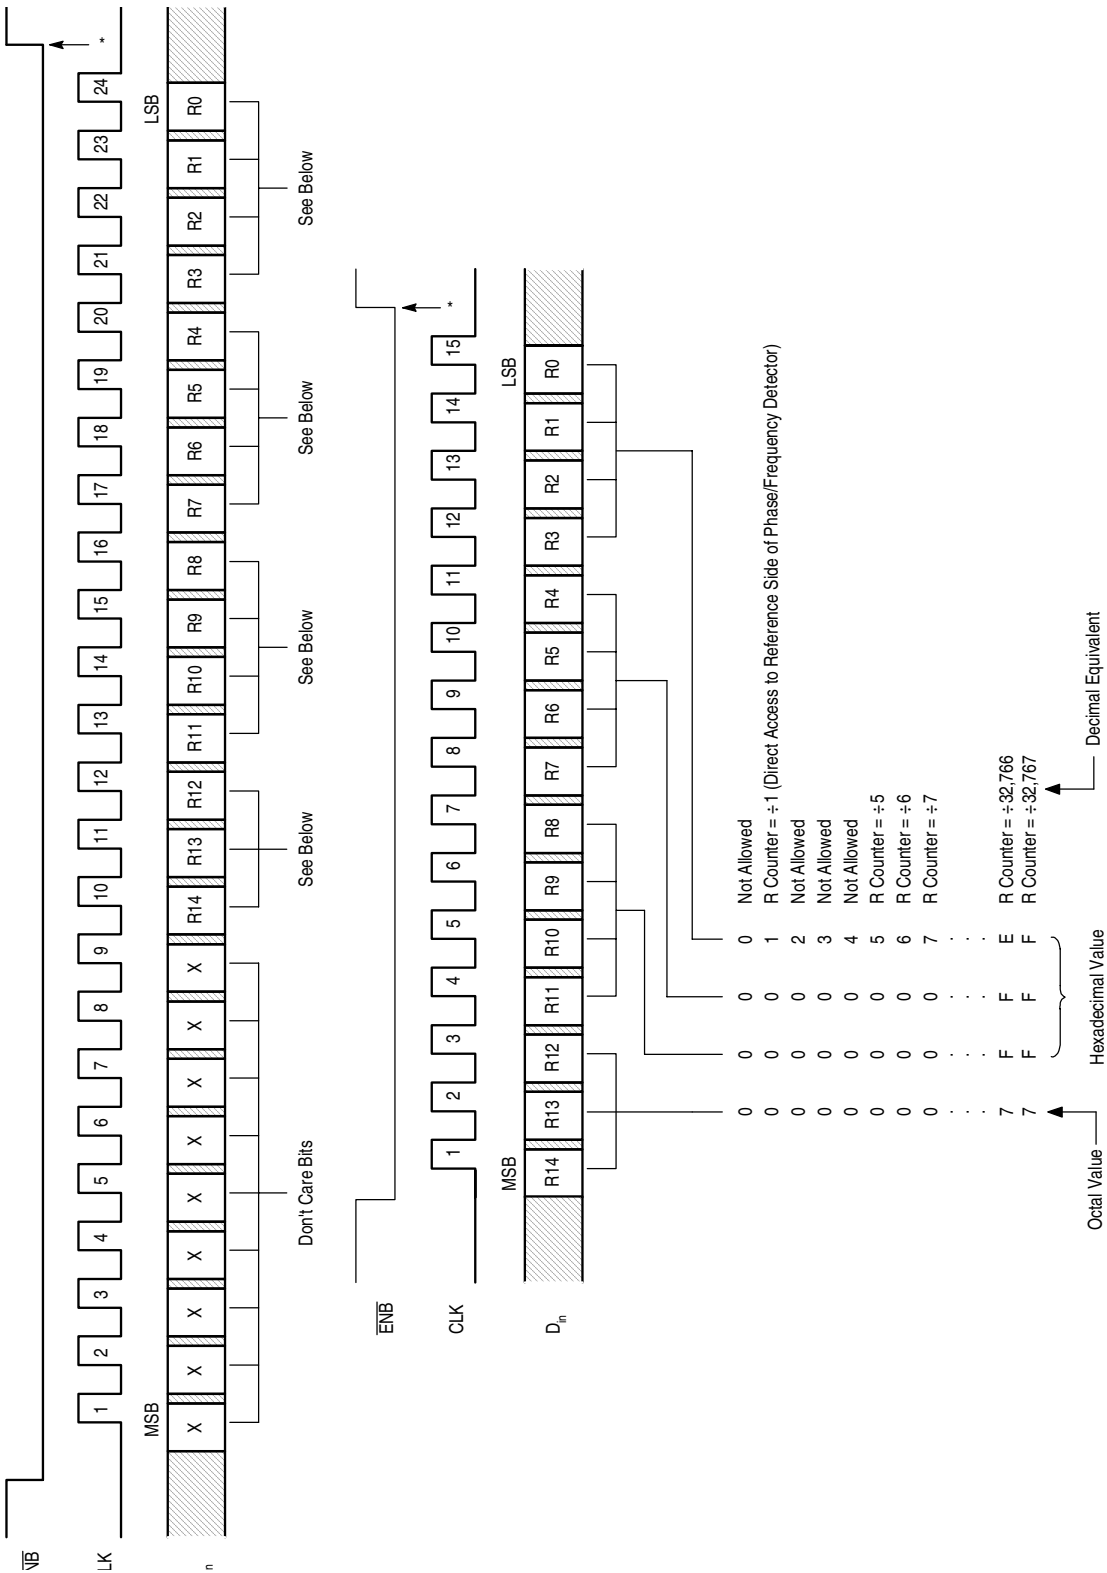 NB
LK
1 2 3 4 5 6 7 8 9 10 11 12 13 14 15 16 17 18 19 20 21 22 23 24
*
MSB
LSB
n
X X X X X X X X X R14 R13 R12 R11 R10 R9 R8 R7 R6 R5 R4 R3 R2 R1 R0
Don't Care Bits
See Below
See Below
See Below
See Below
ENB
CLK
1 2 3 4 5 6 7 8 9 10 11 12 13 14 15
*
MSB
LSB
Din
R14 R13 R12 R11 R10 R9 R8 R7 R6 R5 R4 R3 R2 R1 R0
0 0 0 0 Not Allowed
0 0 0 1 R Counter = ÷ 1 (Direct Access to Reference Side of Phase/Frequency Detector)
0 0 0 2 Not Allowed
0 0 0 3 Not Allowed
0 0 0 4 Not Allowed
0 0 0 5 R Counter = ÷ 5
0 0 0 6 R Counter = ÷ 6
0 0 0 7 R Counter = ÷ 7
. . . .
. . . .
. . . .
7 F F E R Counter = ÷ 32,766
7 F F F R Counter = ÷ 32,767
Octal Value
Hexadecimal Value
Decimal Equivalent